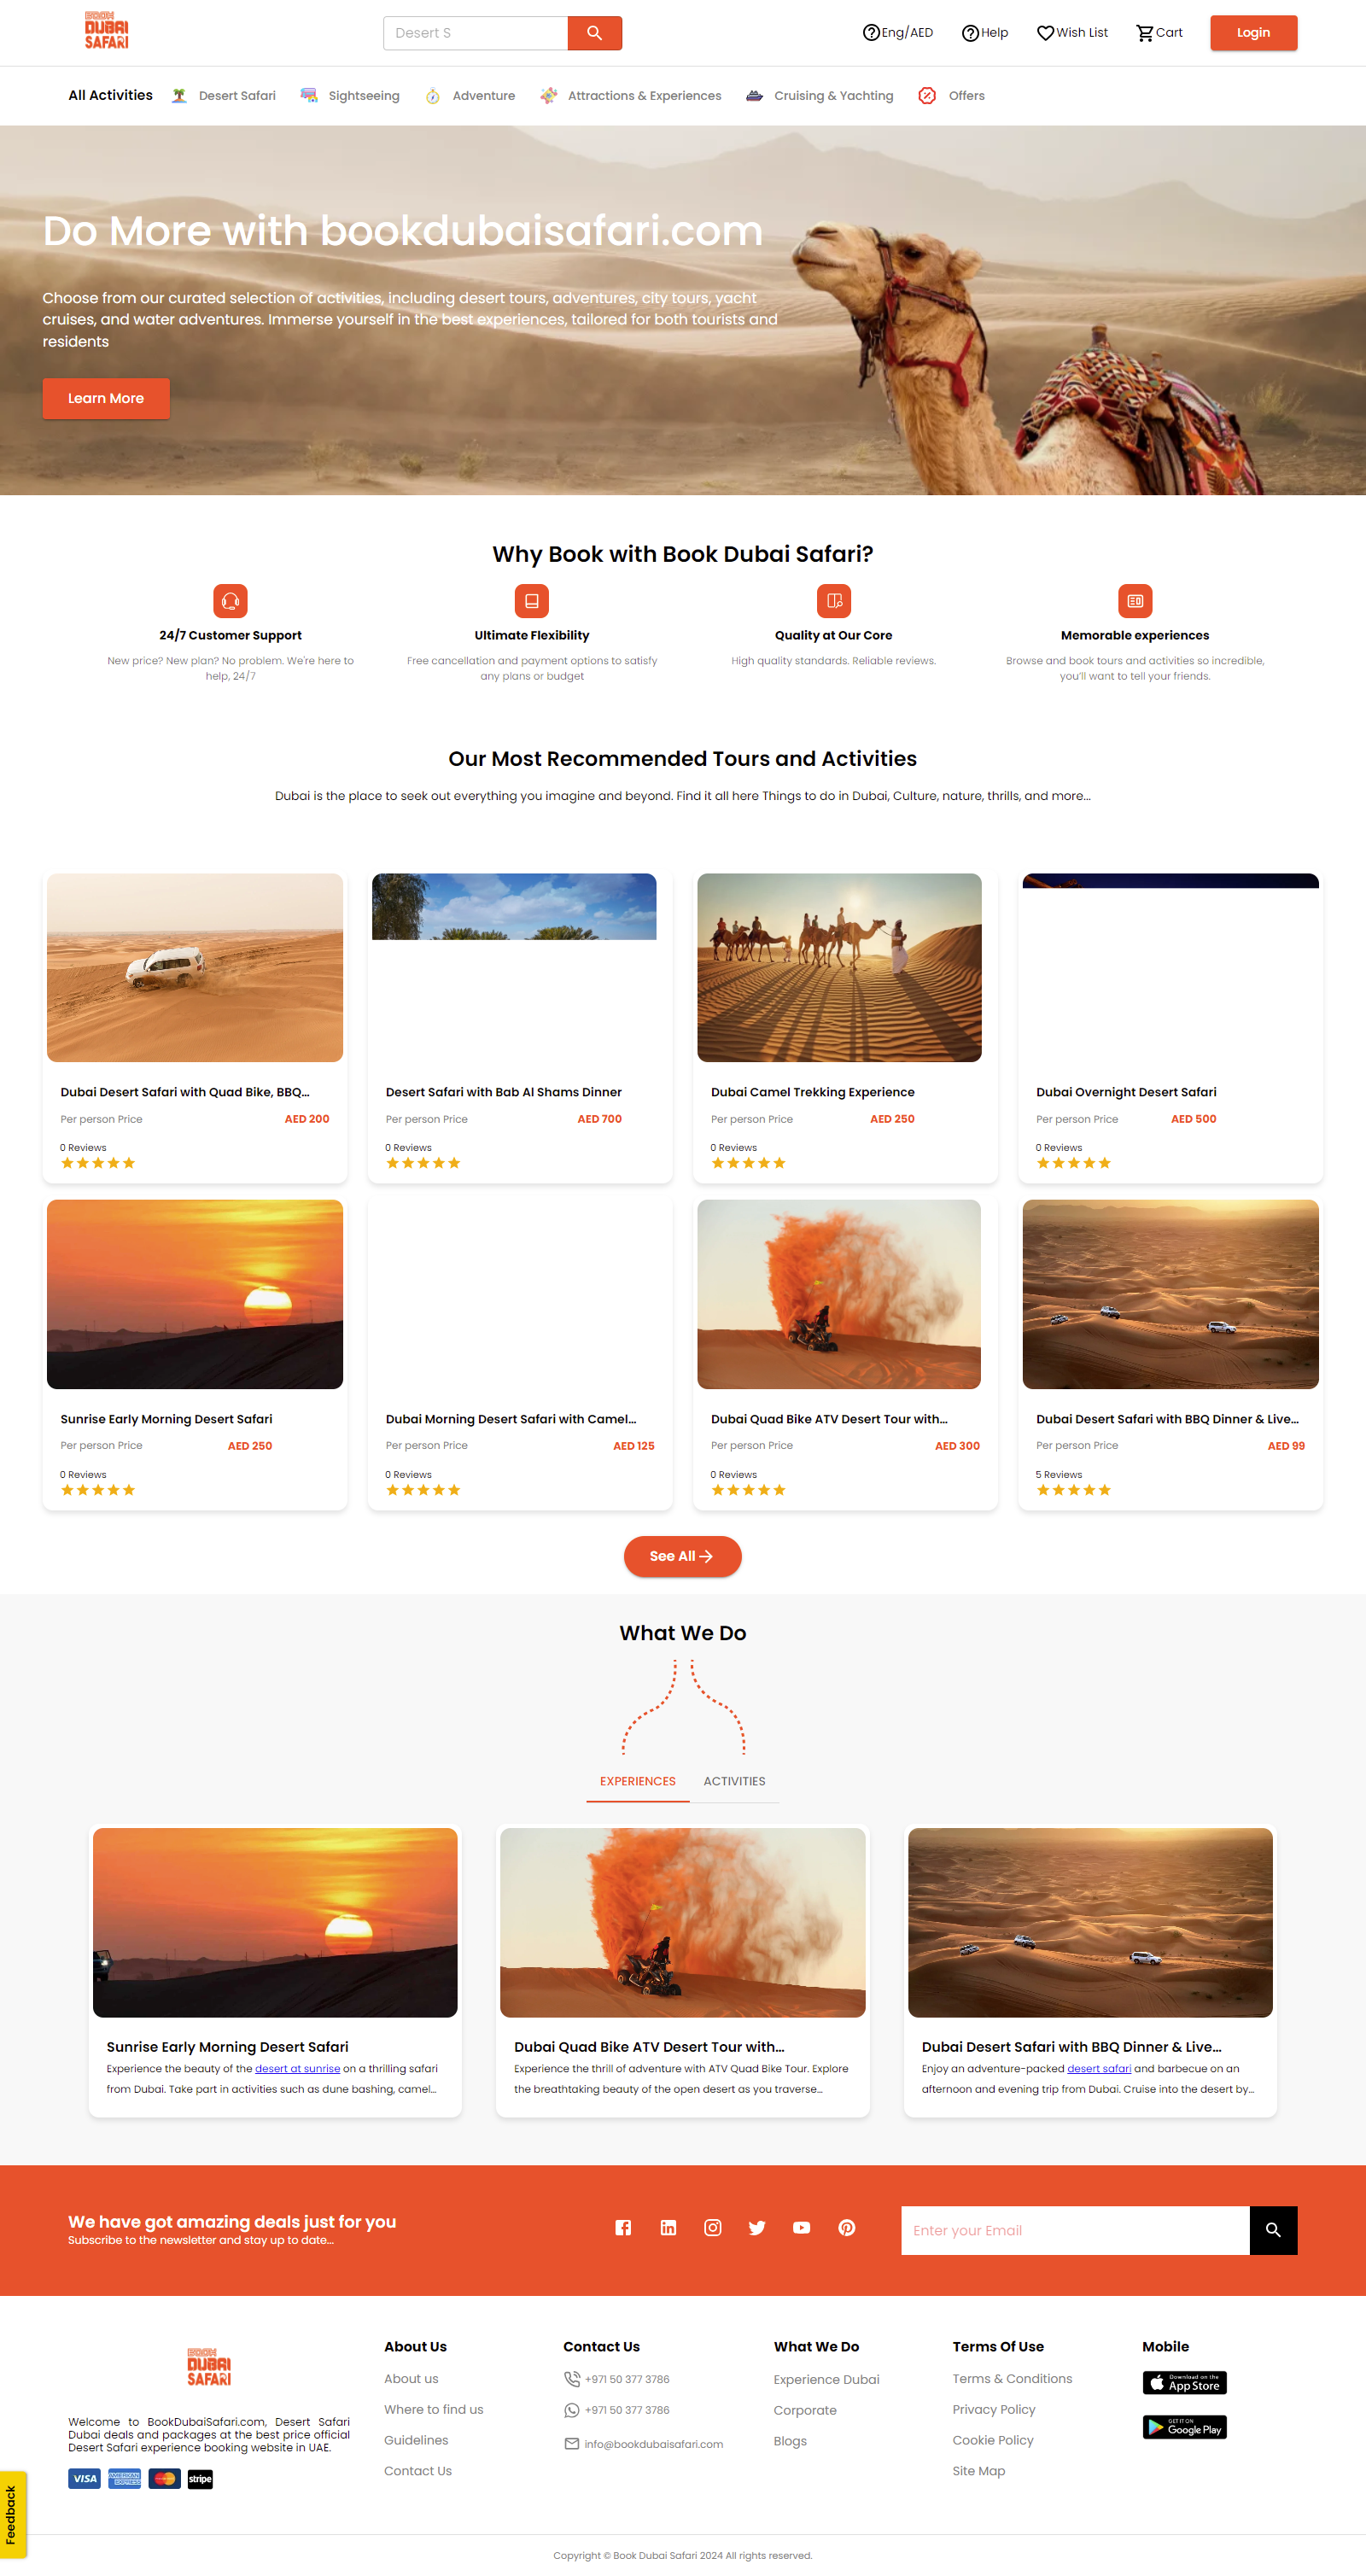 BOOK
DUBAI
SAFARI
Desert S
Eng/AED
Help
Wish List
Cart
Login
All Activities
Desert Safari
Sightseeing
Adventure
Attractions & Experiences
Cruising & Yachting
Offers
Do More with bookdubaisafari.com
Choose from our curated selection of activities, including desert tours, adventures, city tours, yacht
cruises, and water adventures. Immerse yourself in the best experiences, tailored for both tourists and
residents
Learn More
Why Book with Book Dubai Safari?
24/7 Customer Support
New price? New plan? No problem. We're here to
help, 24/7
Ultimate Flexibility
Free cancellation and payment options to satisfy
any plans or budget
Quality at Our Core
High quality standards. Reliable reviews.
Memorable experiences
Browse and book tours and activities so incredible,
you'll want to tell your friends.
Our Most Recommended Tours and Activities
Dubai is the place to seek out everything you imagine and beyond. Find it all here Things to do in Dubai, Culture, nature, thrills, and more...
Dubai Desert Safari with Quad Bike, BBQ...
Per person Price
AED 200
0 Reviews
Desert Safari with Bab Al Shams Dinner
Per person Price
AED 700
0 Reviews
Dubai Camel Trekking Experience
Per person Price
AED 250
0 Reviews
Dubai Overnight Desert Safari
Per person Price
AED 500
0 Reviews
Sunrise Early Morning Desert Safari
Per person Price
AED 250
0 Reviews
Dubai Morning Desert Safari with Camel...
Per person Price
AED 125
0 Reviews
Dubai Quad Bike ATV Desert Tour with...
Per person Price
AED 300
0 Reviews
Dubai Desert Safari with BBQ Dinner & Live...
Per person Price
AED 99
5 Reviews
See All
What We Do
EXPERIENCES
ACTIVITIES
Sunrise Early Morning Desert Safari
Experience the beauty of the desert at sunrise on a thrilling safari
from Dubai. Take part in activities such as dune bashing, camel...
Dubai Quad Bike ATV Desert Tour with...
Experience the thrill of adventure with ATV Quad Bike Tour. Explore
the breathtaking beauty of the open desert as you traverse...
Dubai Desert Safari with BBQ Dinner & Live...
Enjoy an adventure-packed desert safari and barbecue on an
afternoon and evening trip from Dubai. Cruise into the desert by...
We have got amazing deals just for you
Subscribe to the newsletter and stay up to date...
Enter your Email
BOOK
DUBAI
SAFARI
Welcome to BookDubaiSafari.com, Desert Safari
Dubai deals and packages at the best price official
Desert Safari experience booking website in UAE.
VISA
AMERICAN
EXPRESS
stripe
About Us
About us
Where to find us
Guidelines
Contact Us
Contact Us
+971 50 377 3786
+971 50 377 3786
info@bookdubaisafari.com
What We Do
Experience Dubai
Corporate
Blogs
Terms Of Use
Terms & Conditions
Privacy Policy
Cookie Policy
Site Map
Mobile
Download on the
App Store
GET IT ON
Google Play
Feedback
Copyright © Book Dubai Safari 2024 All rights reserved.